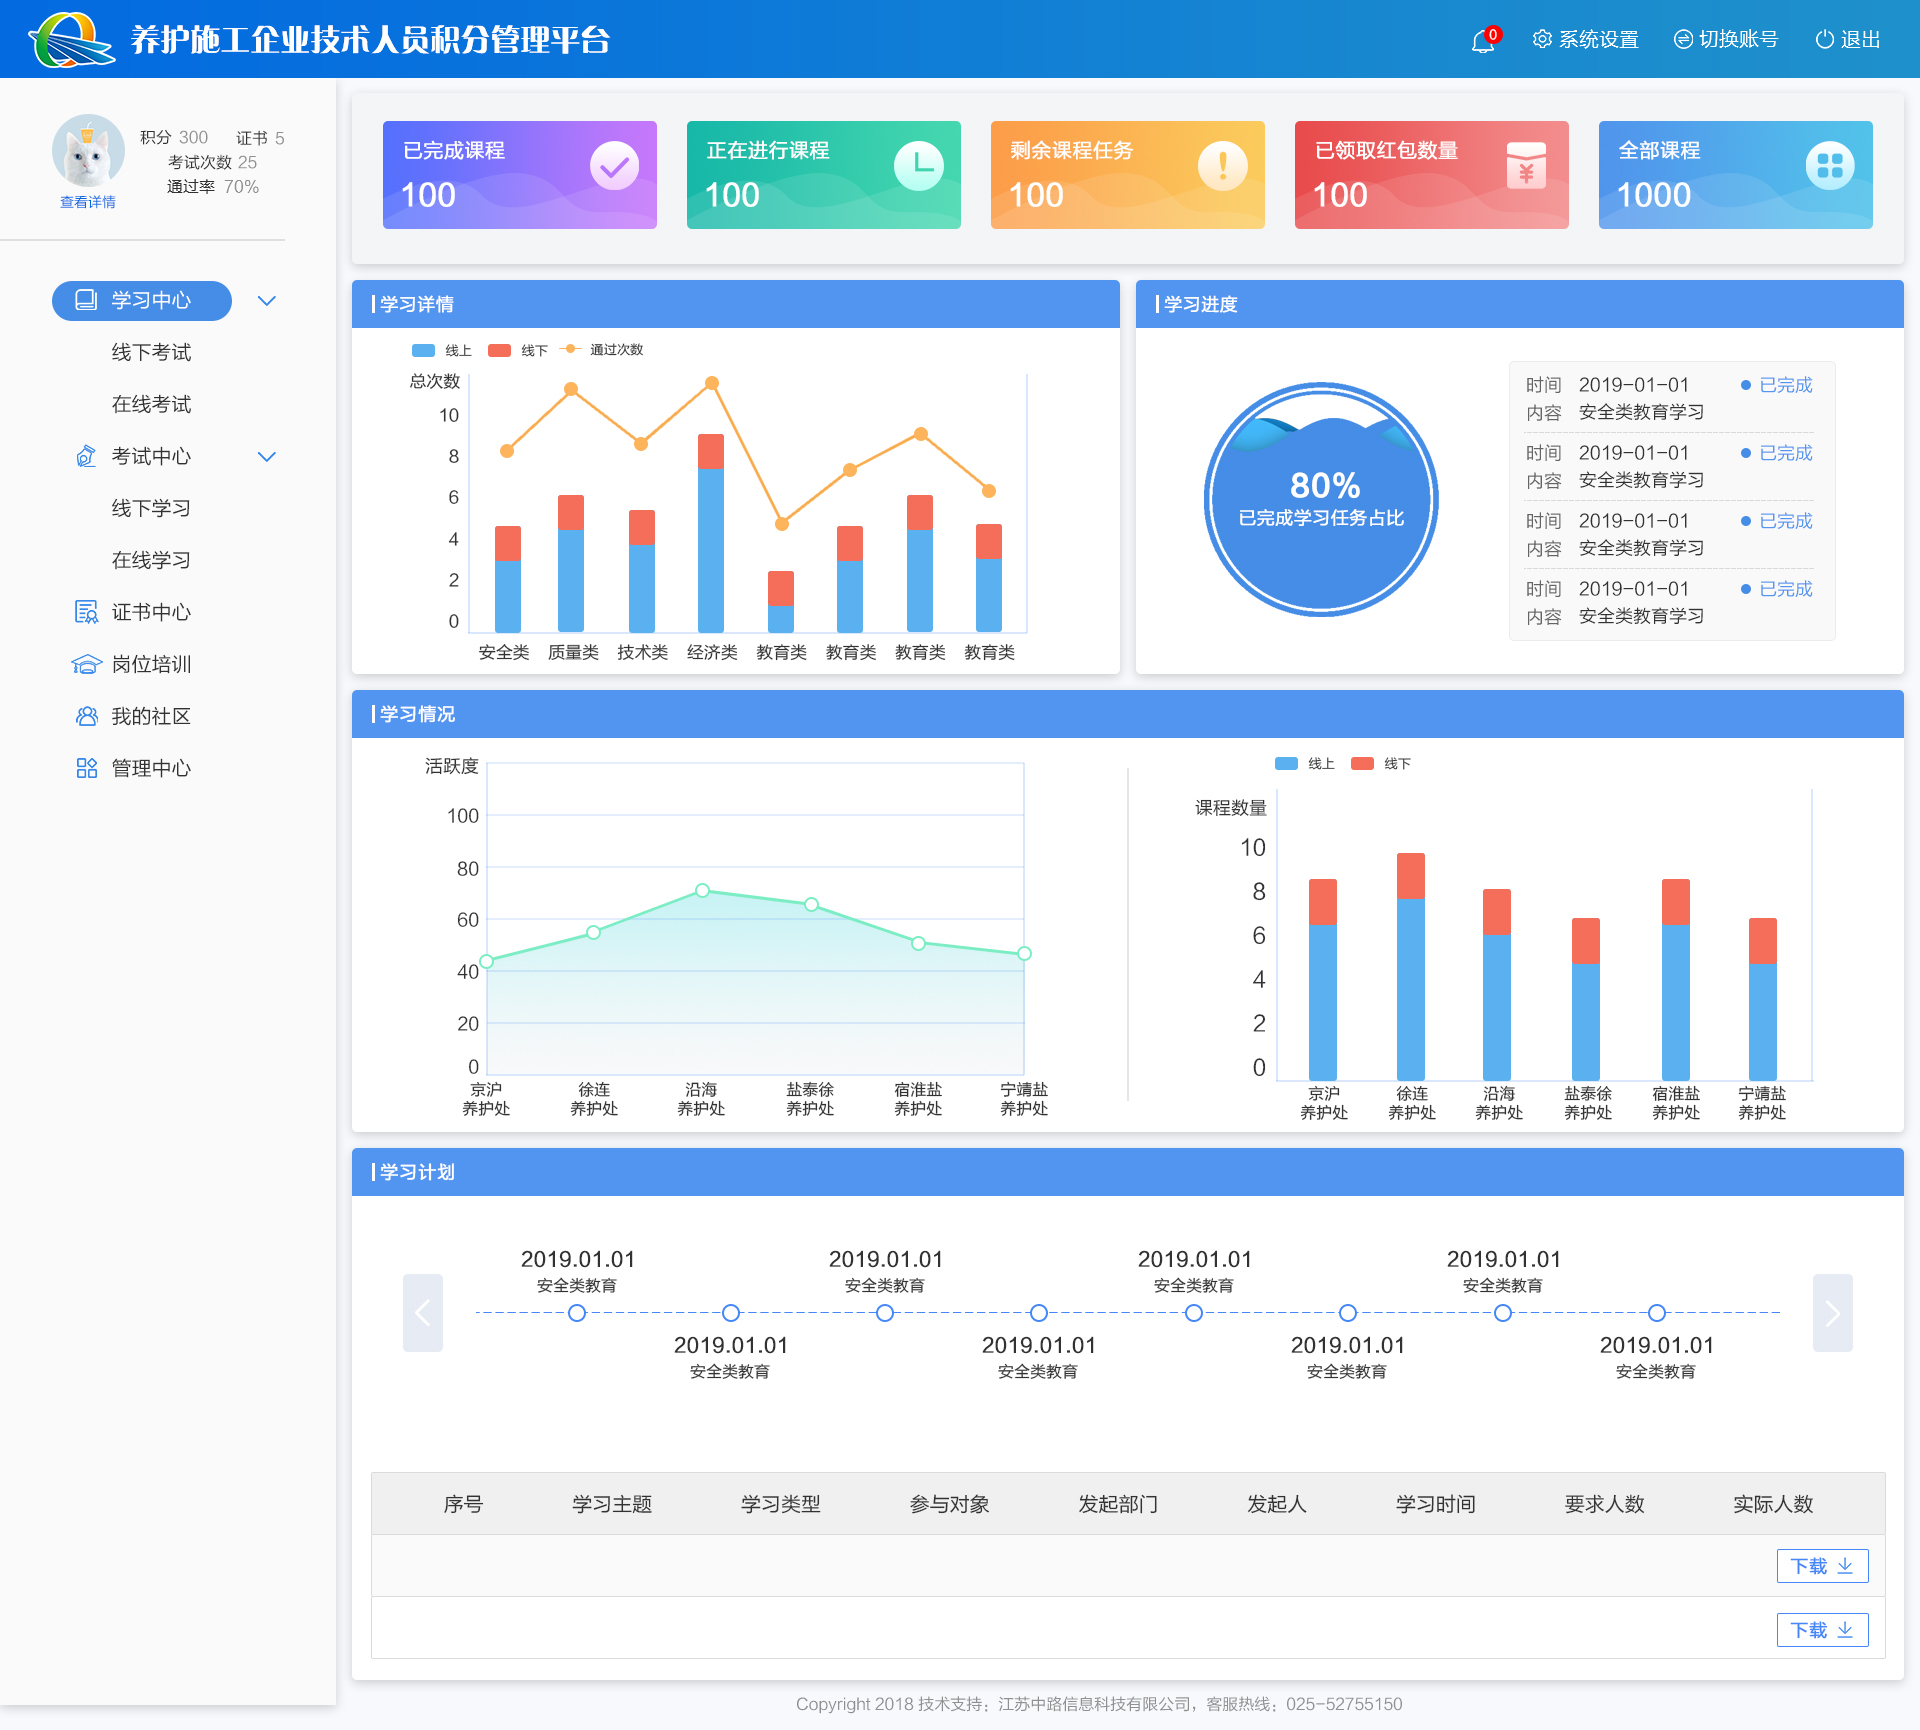 养护施工企业技术人员积分管理平台
0
系统设置
切换账号
退出
积分 300 证书 5
考试次数 25
通过率 70%
查看详情
学习中心
线下考试
在线考试
考试中心
线下学习
在线学习
证书中心
岗位培训
我的社区
管理中心
已完成课程
100
正在进行课程
100
剩余课程任务
100
已领取红包数量
100
¥
全部课程
1000
学习详情
线上 线下 通过次数
总次数
10
8
6
4
2
0
安全类 质量类 技术类 经济类 教育类 教育类 教育类 教育类
学习进度
80%
已完成学习任务占比
时间 2019-01-01 已完成
内容 安全类教育学习
时间 2019-01-01 已完成
内容 安全类教育学习
时间 2019-01-01 已完成
内容 安全类教育学习
时间 2019-01-01 已完成
内容 安全类教育学习
学习情况
活跃度
100
80
60
40
20
0
京沪 徐连 沿海 盐泰徐 宿淮盐 宁靖盐
养护处 养护处 养护处 养护处 养护处 养护处
线上 线下
课程数量
10
8
6
4
2
0
京沪 徐连 沿海 盐泰徐 宿淮盐 宁靖盐
养护处 养护处 养护处 养护处 养护处 养护处
学习计划
2019.01.01 2019.01.01 2019.01.01 2019.01.01
安全类教育 安全类教育 安全类教育 安全类教育
2019.01.01 2019.01.01 2019.01.01 2019.01.01
安全类教育 安全类教育 安全类教育 安全类教育
序号 学习主题 学习类型 参与对象 发起部门 发起人 学习时间 要求人数 实际人数
下载
下载
Copyright 2018 技术支持：江苏中路信息科技有限公司，客服热线：025-52755150